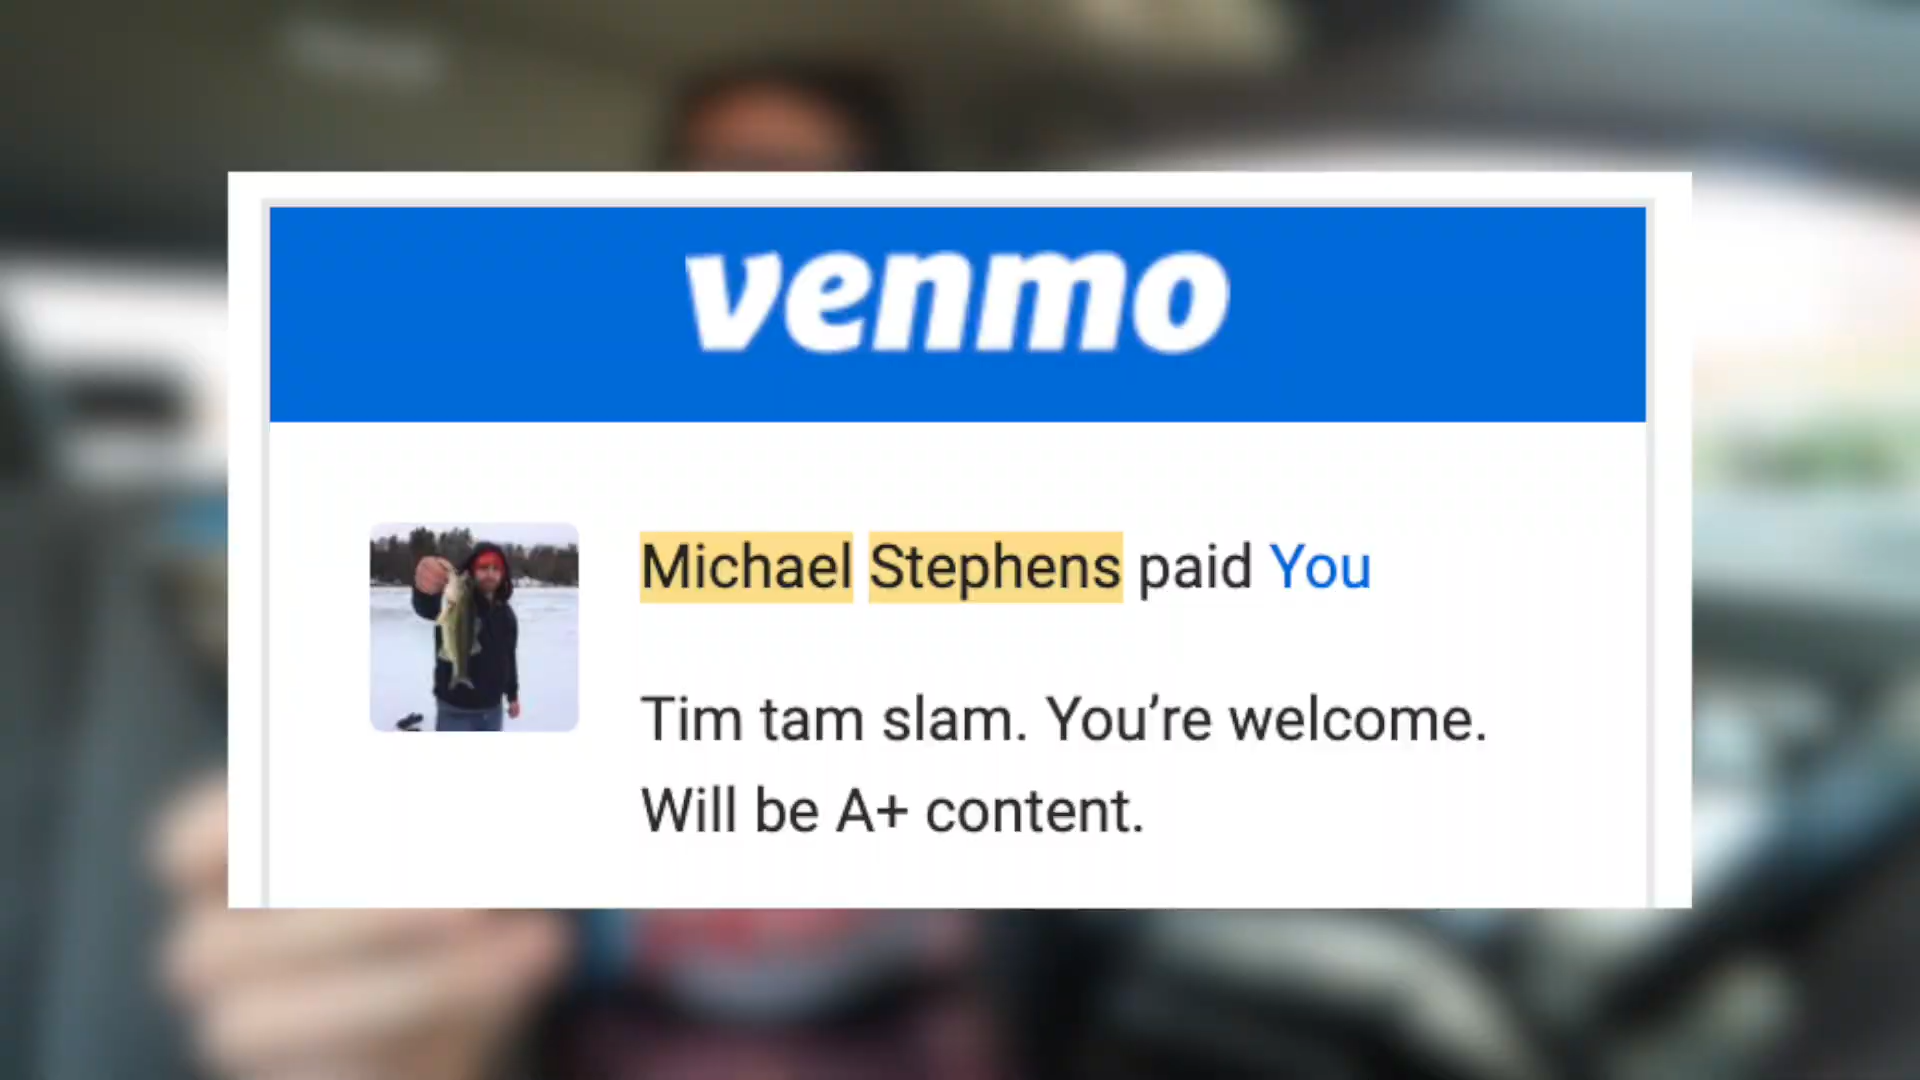 venmo
Michael Stephens paid You
Tim tam slam. You’re welcome.
Will be A+ content.